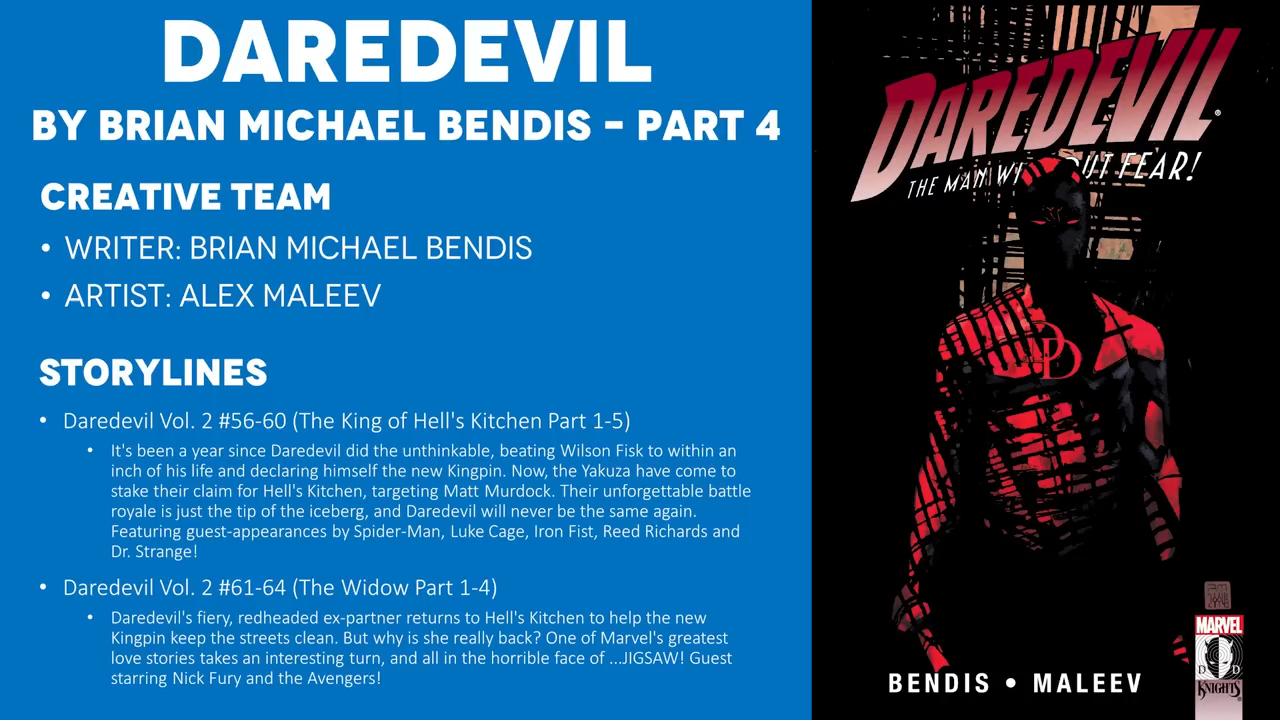 DAREDEVIL
BY BRIAN MICHAEL BENDIS - PART 4
CREATIVE TEAM
• WRITER: BRIAN MICHAEL BENDIS
• ARTIST: ALEX MALEEV
STORYLINES
• Daredevil Vol. 2 #56-60 (The King of Hell's Kitchen Part 1-5)
• It's been a year since Daredevil did the unthinkable, beating Wilson Fisk to within an
inch of his life and declaring himself the new Kingpin. Now, the Yakuza have come to
stake their claim for Hell's Kitchen, targeting Matt Murdock. Their unforgettable battle
royale is just the tip of the iceberg, and Daredevil will never be the same again.
Featuring guest-appearances by Spider-Man, Luke Cage, Iron Fist, Reed Richards and
Dr. Strange!
• Daredevil Vol. 2 #61-64 (The Widow Part 1-4)
• Daredevil's fiery, redheaded ex-partner returns to Hell's Kitchen to help the new
Kingpin keep the streets clean. But why is she really back? One of Marvel's greatest
love stories takes an interesting turn, and all in the horrible face of ...JIGSAW! Guest
starring Nick Fury and the Avengers!
DAREDEVIL®
THE MAN WI OUT FEAR!
DD
BENDIS • MALEEV
MARVEL
D D
KNIGHTS